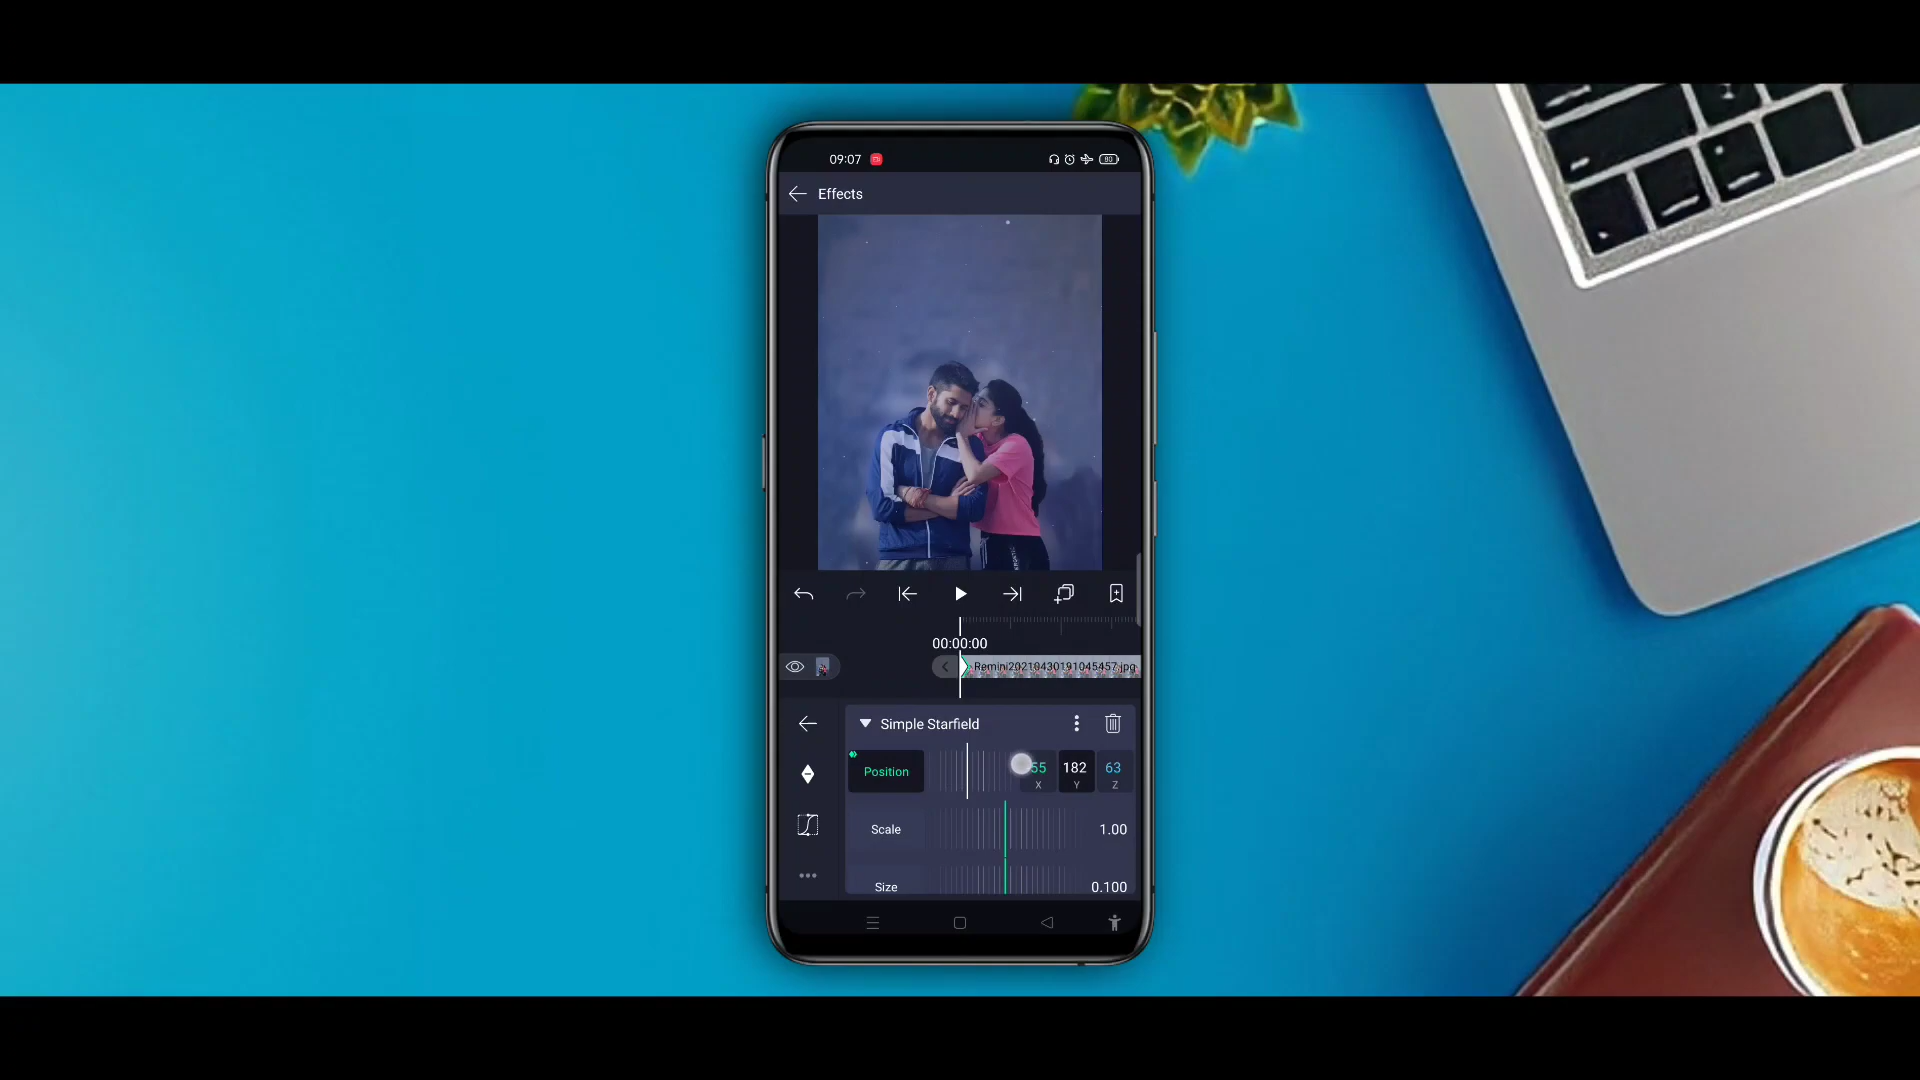 09:07
80
Effects
00:00:00
Remini20210430191045457.jpg
Simple Starfield
Position
55 182 63
X Y Z
Scale
1.00
Size
0.100